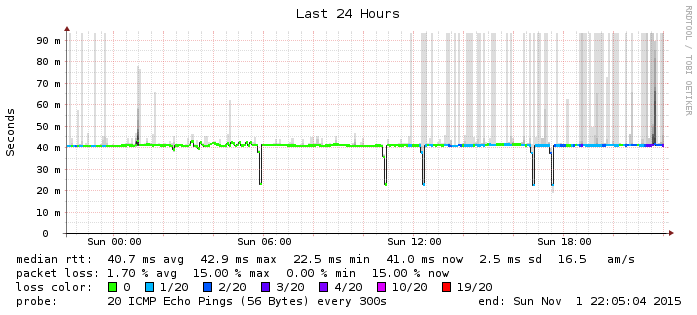 Last 24 Hours
RRDTOOL / TOBI OETIKER
Seconds
90 m
80 m
70 m
60 m
50 m
40 m
30 m
20 m
10 m
0
Sun 00:00 Sun 06:00 Sun 12:00 Sun 18:00
median rtt: 40.7 ms avg 42.9 ms max 22.5 ms min 41.0 ms now 2.5 ms sd 16.5 am/s
packet loss: 1.70 % avg 15.00 % max 0.00 % min 15.00 % now
loss color: 0 1/20 2/20 3/20 4/20 10/20 19/20
probe: 20 ICMP Echo Pings (56 Bytes) every 300s end: Sun Nov 1 22:05:04 2015